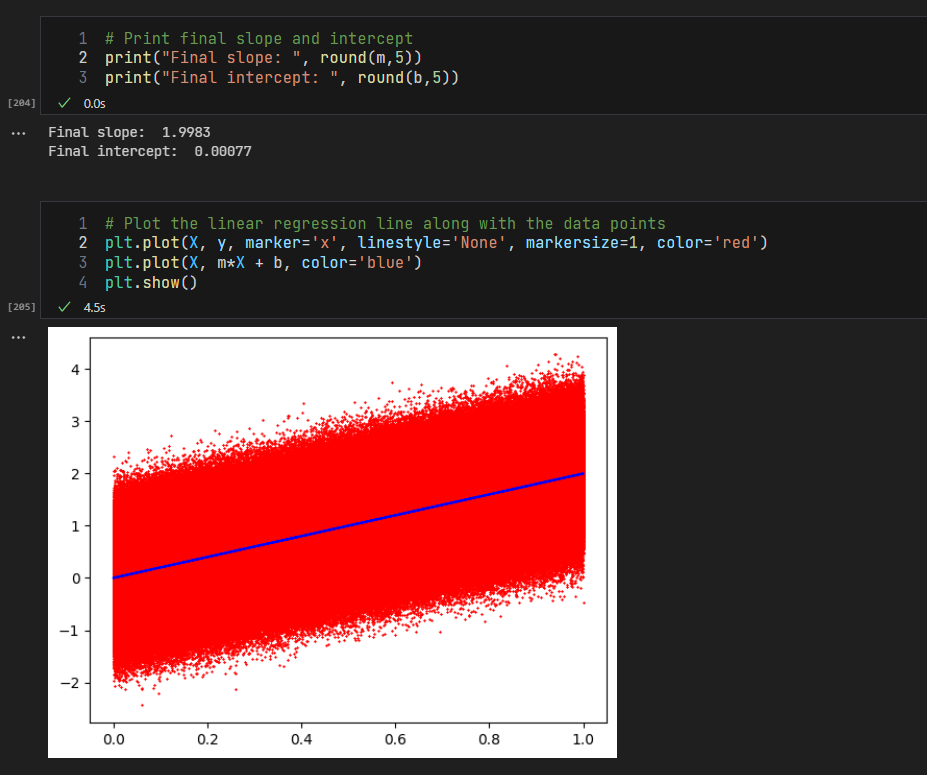 1 # Print final slope and intercept
2 print("Final slope: ", round(m,5))
3 print("Final intercept: ", round(b,5))
[204] ✓ 0.0s
... Final slope:  1.9983
Final intercept:  0.00077
1 # Plot the linear regression line along with the data points
2 plt.plot(X, y, marker='x', linestyle='None', markersize=1, color='red')
3 plt.plot(X, m*X + b, color='blue')
4 plt.show()
[205] ✓ 4.5s
...
4
3
2
1
0
−1
−2
0.0 0.2 0.4 0.6 0.8 1.0